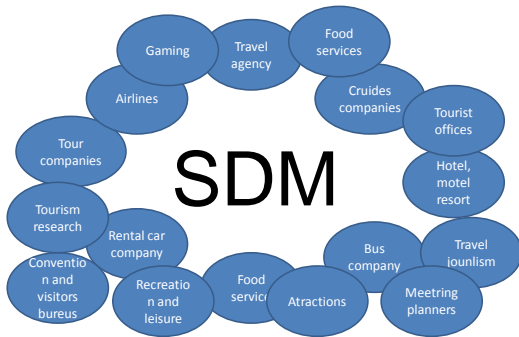 Gaming
Travel
agency
Food
services
Airlines
Cruides
companies
Tourist
offices
Tour
companies
SDM
Hotel,
motel
resort
Tourism
research
Rental car
company
Bus
company
Travel
jounlism
Conventio
n and
visitors
bureus
Recreatio
n and
leisure
Food
service
Atractions
Meetring
planners